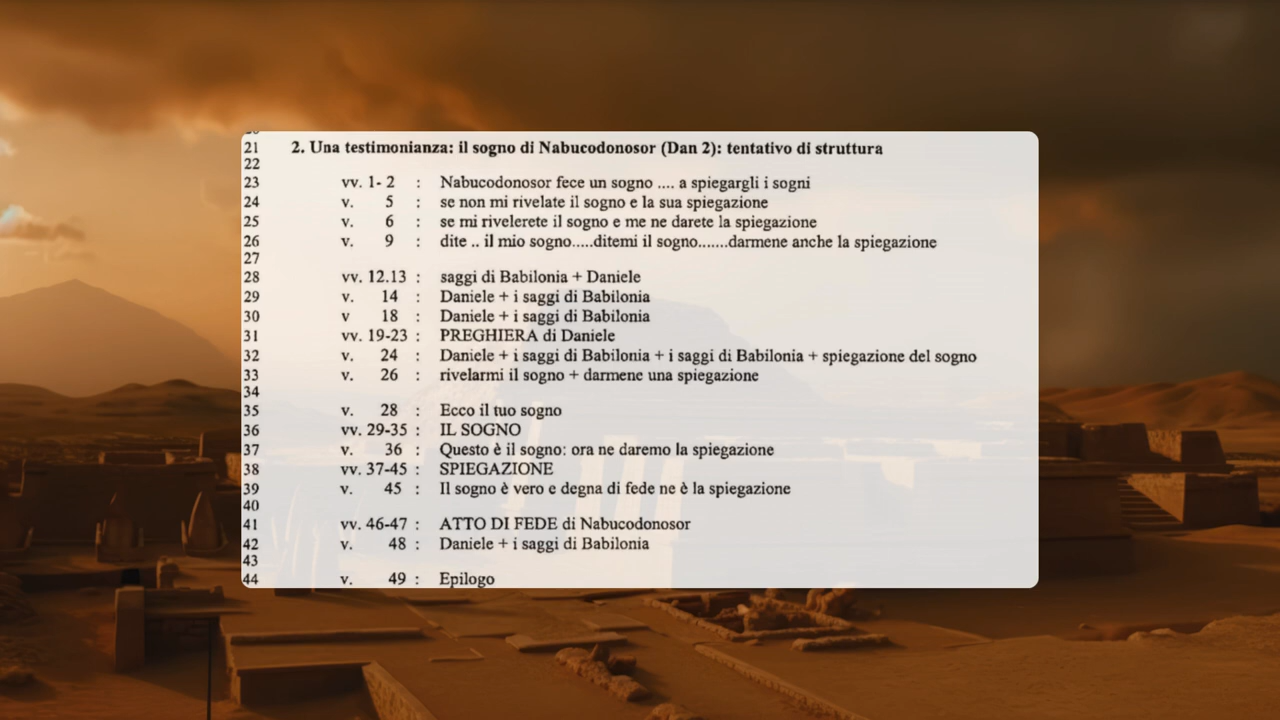 21 2. Una testimonianza: il sogno di Nabucodonosor (Dan 2): tentativo di struttura
22
23 vv. 1- 2 : Nabucodonosor fece un sogno .... a spiegargli i sogni
24 v. 5 : se non mi rivelate il sogno e la sua spiegazione
25 v. 6 : se mi rivelerete il sogno e me ne darete la spiegazione
26 v. 9 : dite .. il mio sogno.....ditemi il sogno.......darmene anche la spiegazione
27
28 vv. 12.13 : saggi di Babilonia + Daniele
29 v. 14 : Daniele + i saggi di Babilonia
30 v 18 : Daniele + i saggi di Babilonia
31 vv. 19-23 : PREGHIERA di Daniele
32 v. 24 : Daniele + i saggi di Babilonia + i saggi di Babilonia + spiegazione del sogno
33 v. 26 : rivelarmi il sogno + darmene una spiegazione
34
35 v. 28 : Ecco il tuo sogno
36 vv. 29-35 : IL SOGNO
37 v. 36 : Questo è il sogno: ora ne daremo la spiegazione
38 vv. 37-45 : SPIEGAZIONE
39 v. 45 : Il sogno è vero e degna di fede ne è la spiegazione
40
41 vv. 46-47 : ATTO DI FEDE di Nabucodonosor
42 v. 48 : Daniele + i saggi di Babilonia
43
44 v. 49 : Epilogo